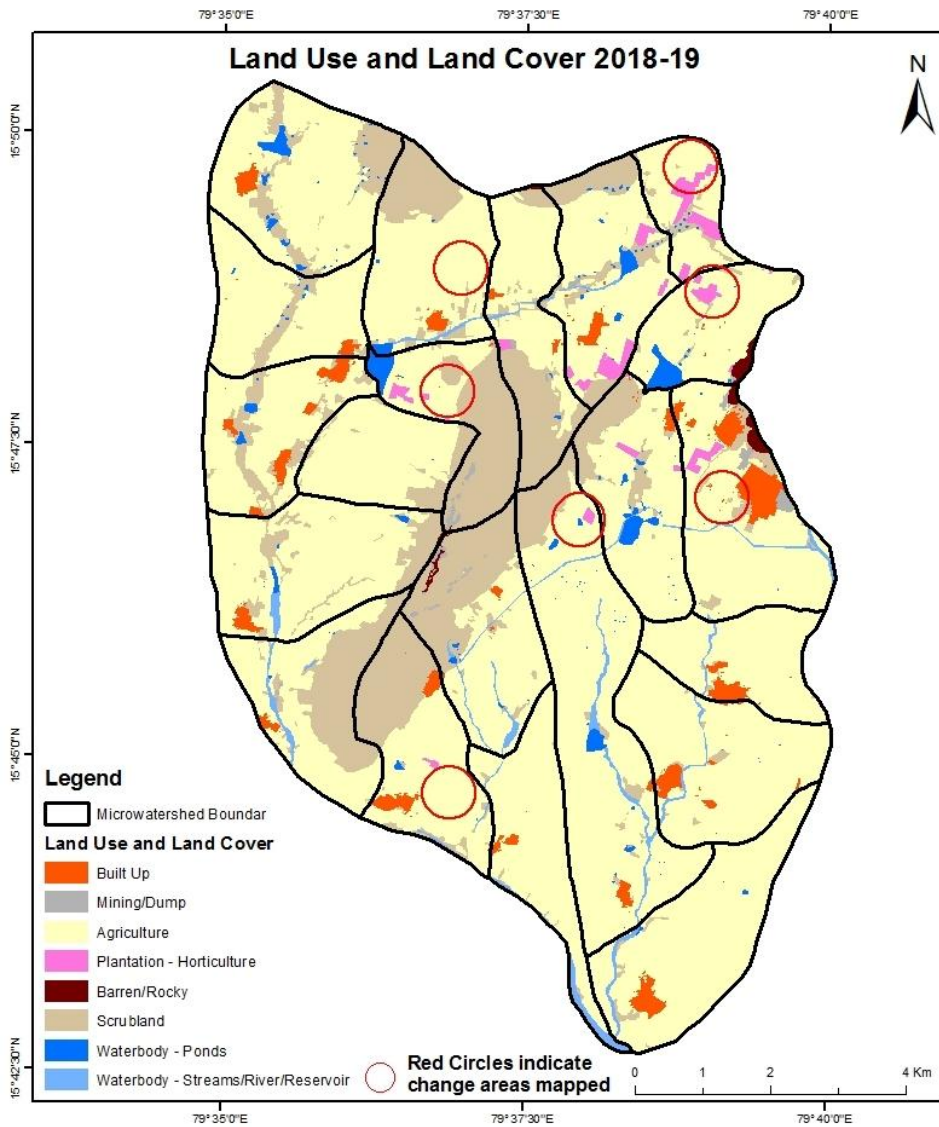 79° 35'0"E 79° 37'30"E 79° 40'0"E
Land Use and Land Cover 2018-19
N
15° 50'0"N
15° 47'30"N
15° 45'0"N
15° 42'30"N
Legend
Microwatershed Boundar
Land Use and Land Cover
Built Up
Mining/Dump
Agriculture
Plantation - Horticulture
Barren/Rocky
Scrubland
Waterbody - Ponds
Waterbody - Streams/River/Reservoir
Red Circles indicate
change areas mapped
0 1 2 4 Km
79° 35'0"E 79° 37'30"E 79° 40'0"E